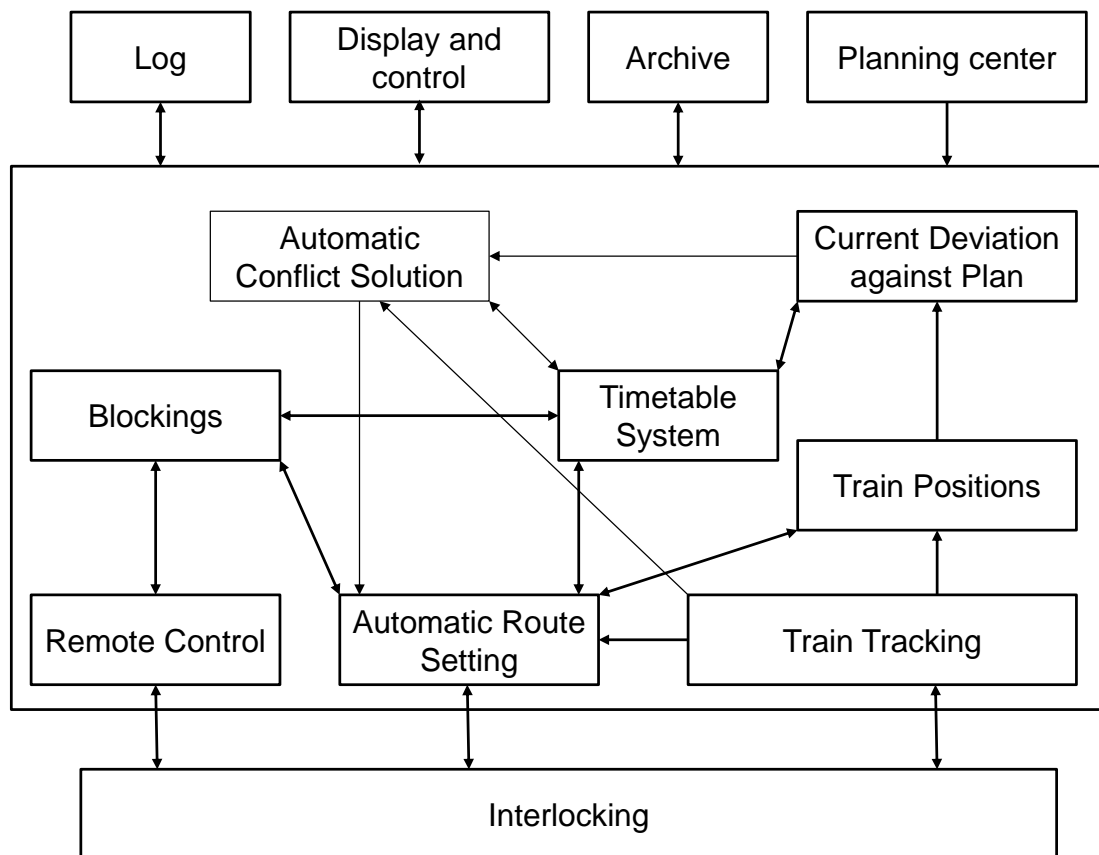 Log
Display and
control
Archive
Planning center
Automatic
Conflict Solution
Current Deviation
against Plan
Blockings
Timetable
System
Train Positions
Remote Control
Automatic Route
Setting
Train Tracking
Interlocking